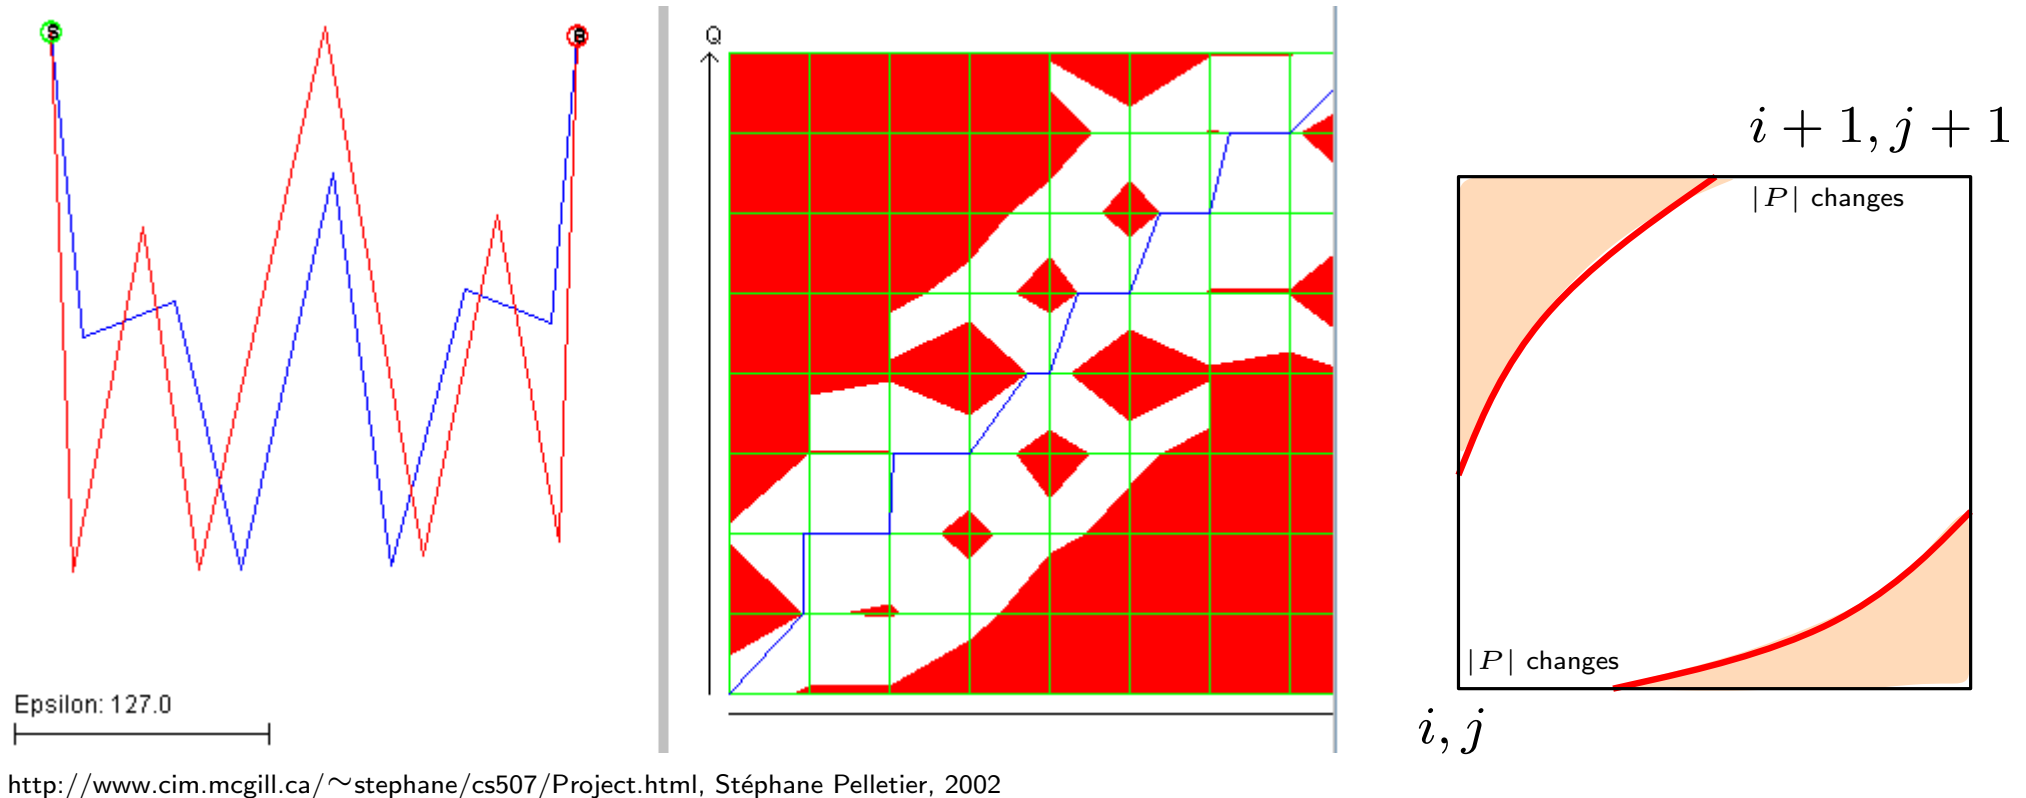 S
B
Epsilon: 127.0
Q
i + 1, j + 1
|P| changes
|P| changes
i, j
http://www.cim.mcgill.ca/∼stephane/cs507/Project.html, Stéphane Pelletier, 2002